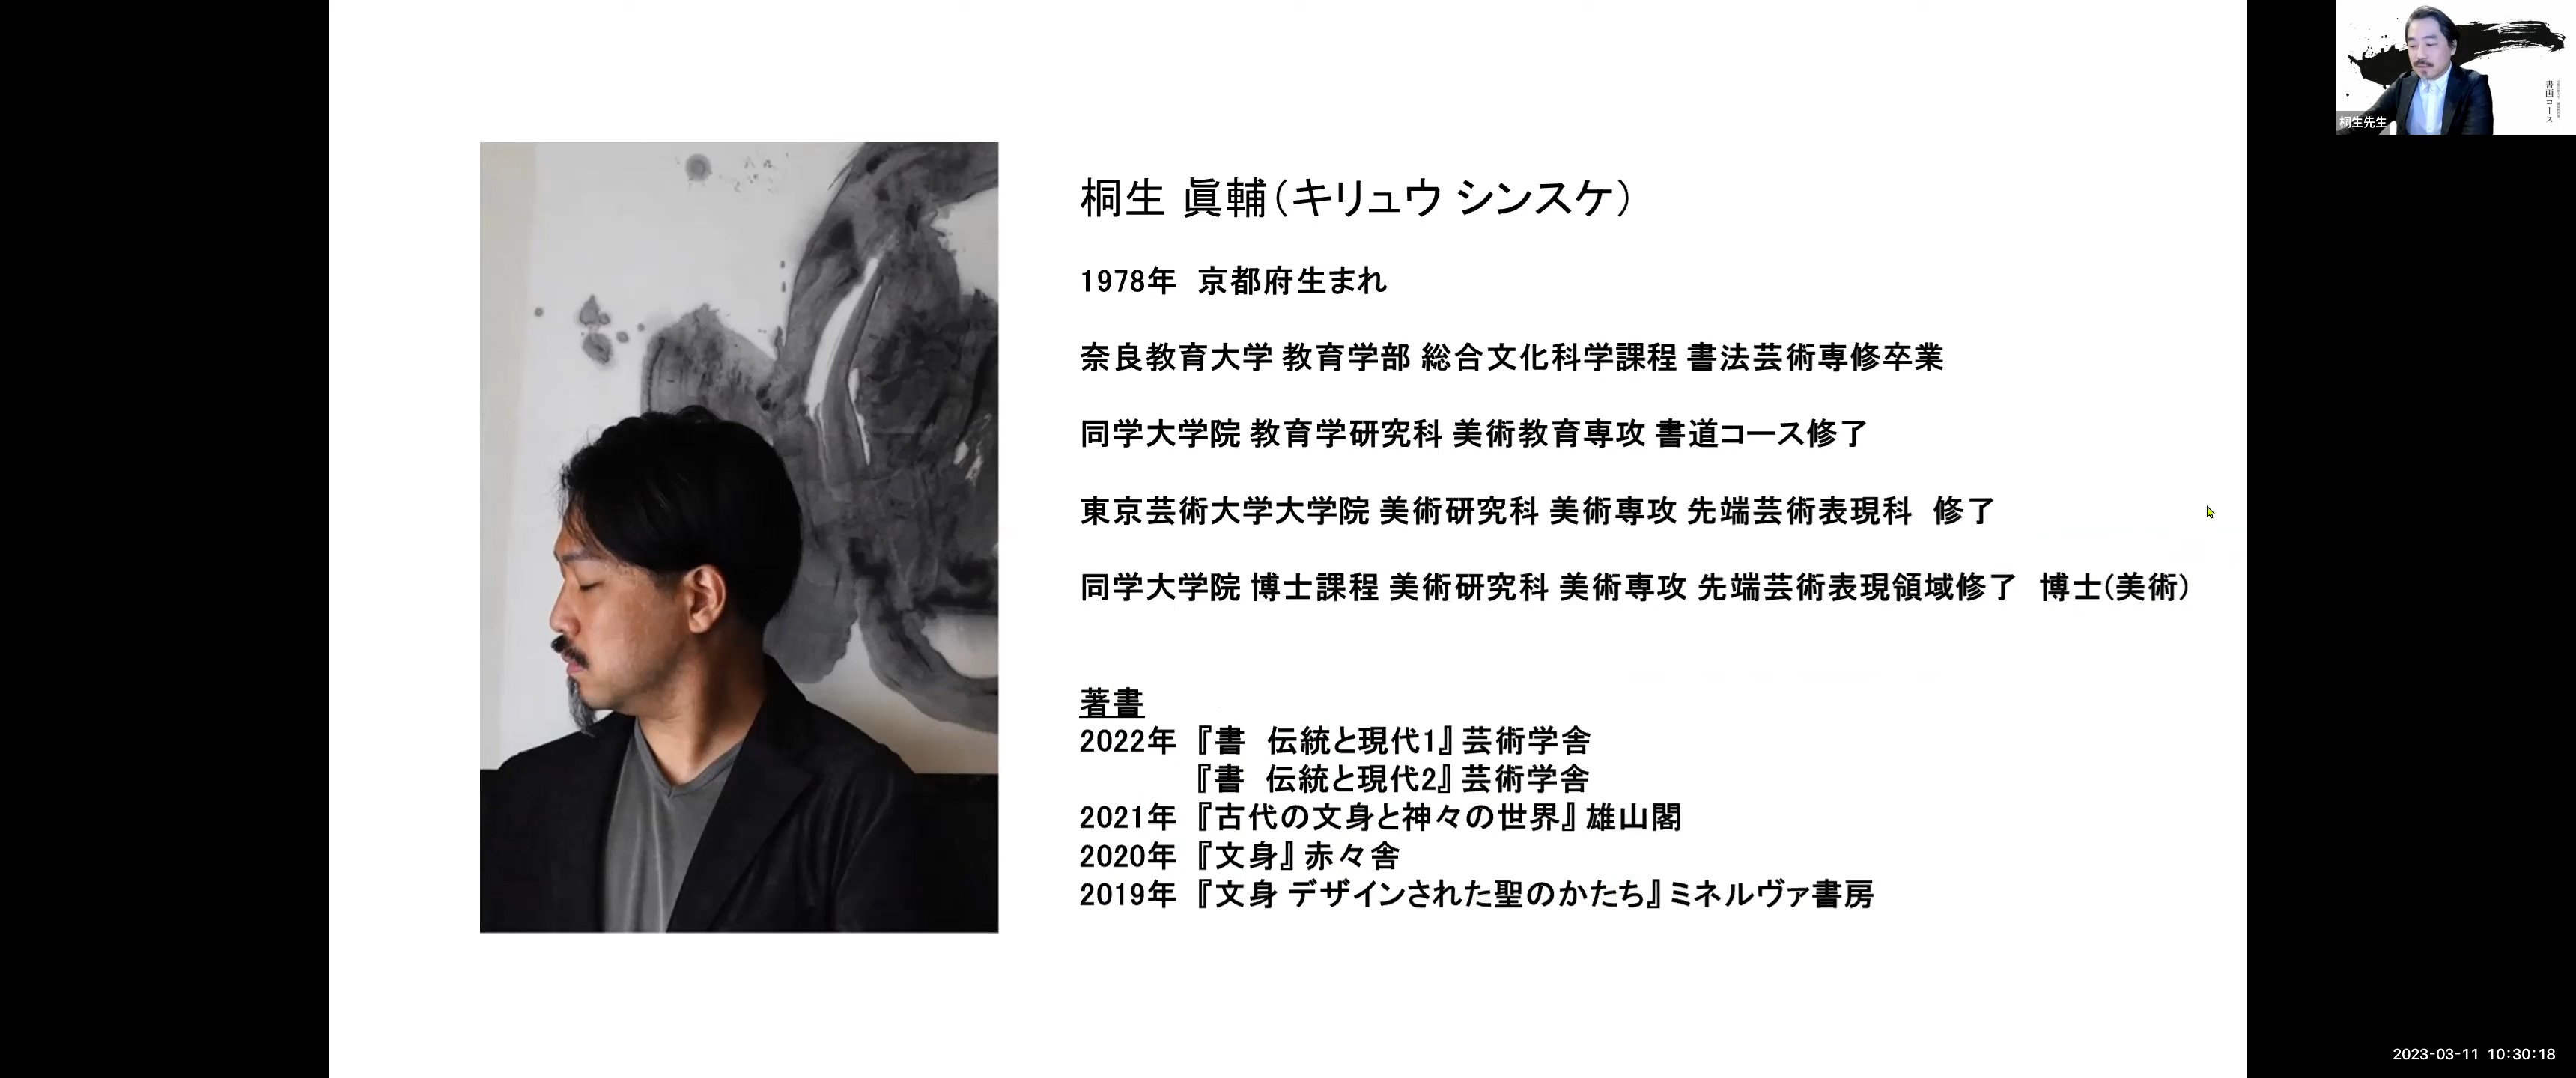 桐生 眞輔（キリュウ シンスケ）
1978年　京都府生まれ
奈良教育大学 教育学部 総合文化科学課程 書法芸術専修卒業
同学大学院 教育学研究科 美術教育専攻 書道コース修了
東京芸術大学大学院 美術研究科 美術専攻 先端芸術表現科　修了
同学大学院 博士課程 美術研究科 美術専攻 先端芸術表現領域修了　博士(美術)
著書
2022年 『書　伝統と現代1』 芸術学舎
『書　伝統と現代2』 芸術学舎
2021年 『古代の文身と神々の世界』 雄山閣
2020年 『文身』 赤々舎
2019年 『文身 デザインされた聖のかたち』 ミネルヴァ書房
書画コース
桐生先生
2023-03-11 10:30:18